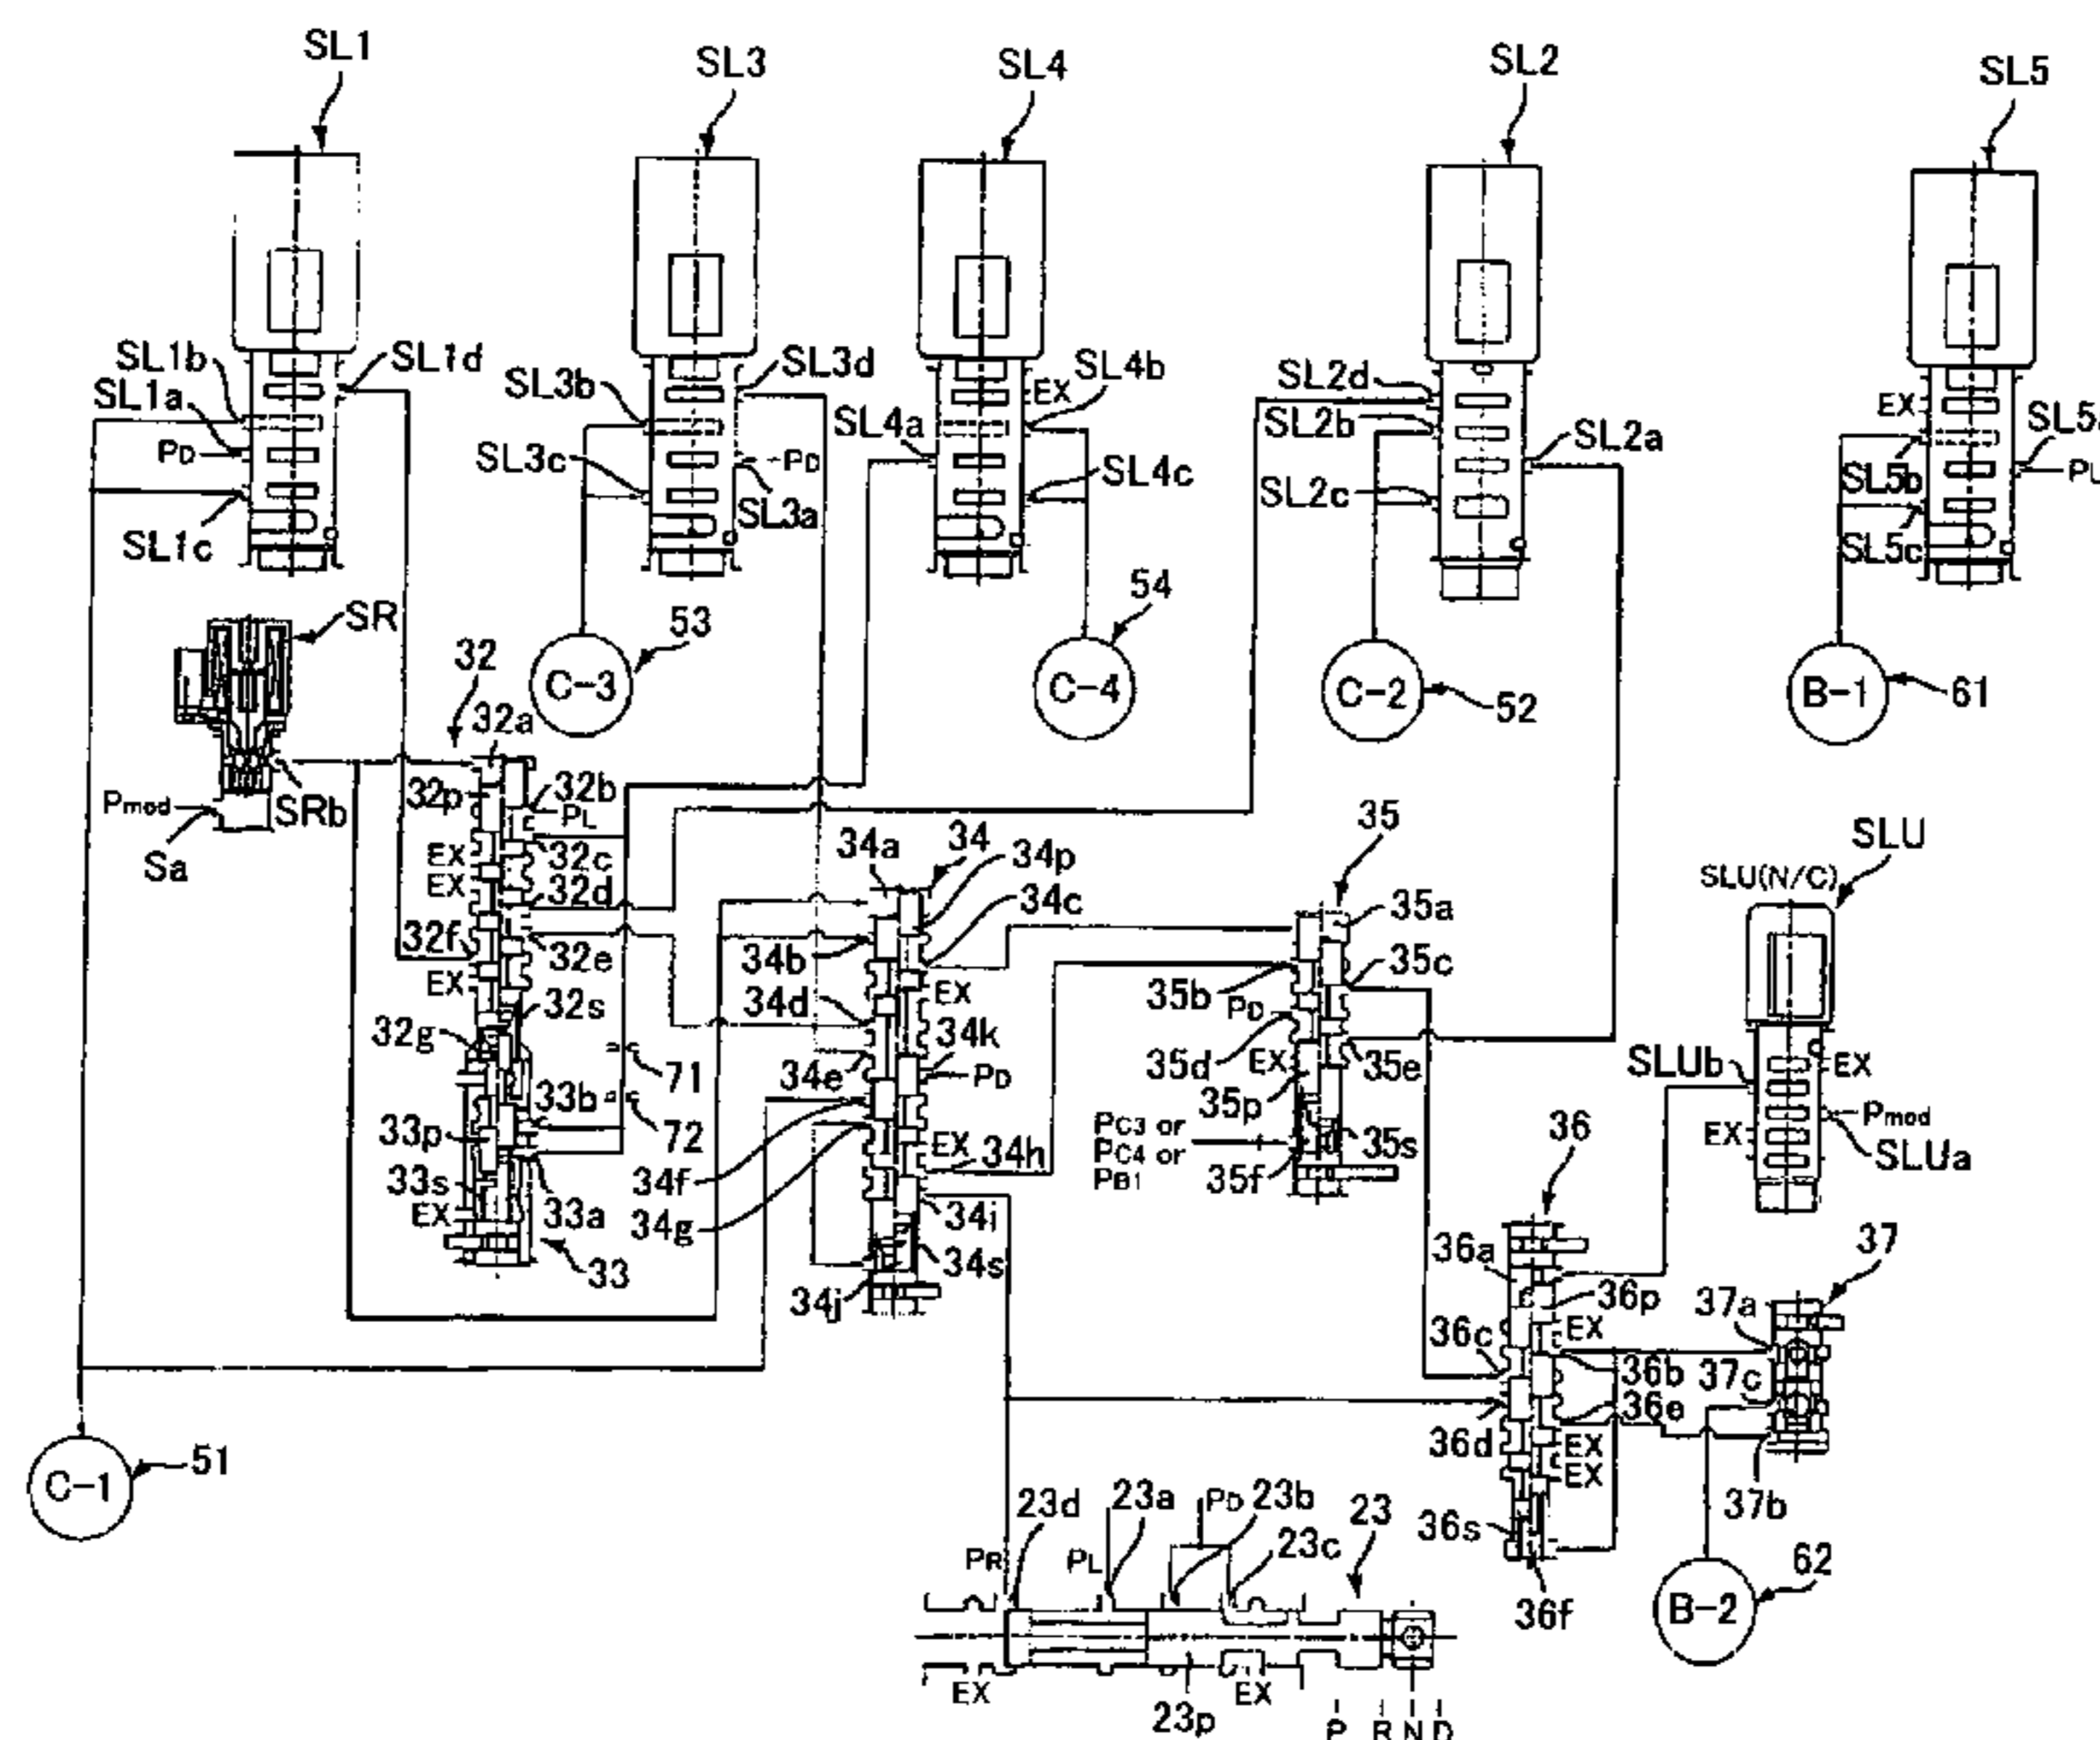 SL1
SL3
SL4
SL2
SL5
SL1b
SL1d
SL1a
PD
SL1c
SL3b
SL3d
SL3c
PD
SL3a
SL4a
EX
SL4b
SL4c
SL2d
SL2b
SL2a
SL2c
EX
SL5b
PL
SL5c
SR
Pmod
Sa
SRb
C-3
53
C-4
54
C-2
52
B-1
61
32
32a
32p
32b
PL
EX
32c
EX
32d
32f
32e
EX
32s
32g
71
33b
72
33p
33s
EX
33a
33
34a
34
34p
34c
34b
EX
34d
34k
34e
PD
34f
EX
34h
34g
34i
34s
34j
35
35a
35b
35c
PD
35d
EX
35e
35p
PC3 or
PC4 or
PB1
35s
35f
SLU
SLU(N/C)
SLUb
EX
Pmod
EX
SLUa
36
36a
36p
EX
36c
36b
36e
36d
EX
EX
36s
36f
37
37a
37c
37b
C-1
51
B-2
62
23d
23a
PD
23b
23
23c
PR
PL
EX
23p
EX
P R N D